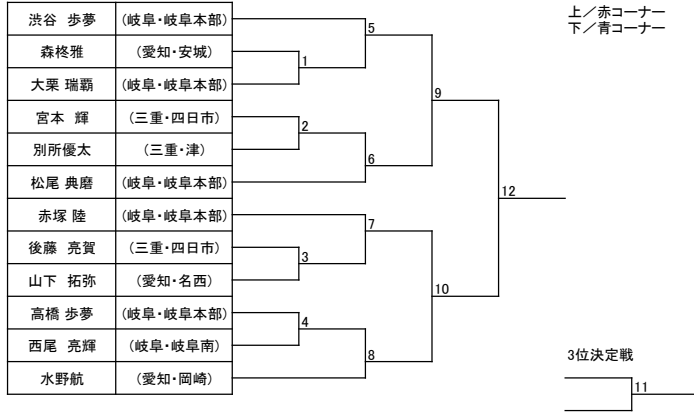 上／赤コーナー
下／青コーナー
渋谷 歩夢 (岐阜・岐阜本部)
森柊雅 (愛知・安城)
大栗 瑞覇 (岐阜・岐阜本部)
宮本 輝 (三重・四日市)
別所優太 (三重・津)
松尾 典磨 (岐阜・岐阜本部)
赤塚 陸 (岐阜・岐阜本部)
後藤 亮賀 (三重・四日市)
山下 拓弥 (愛知・名西)
高橋 歩夢 (岐阜・岐阜本部)
西尾 亮輝 (岐阜・岐阜南)
水野航 (愛知・岡崎)
1
2
3
4
5
6
7
8
9
10
12
3位決定戦
11